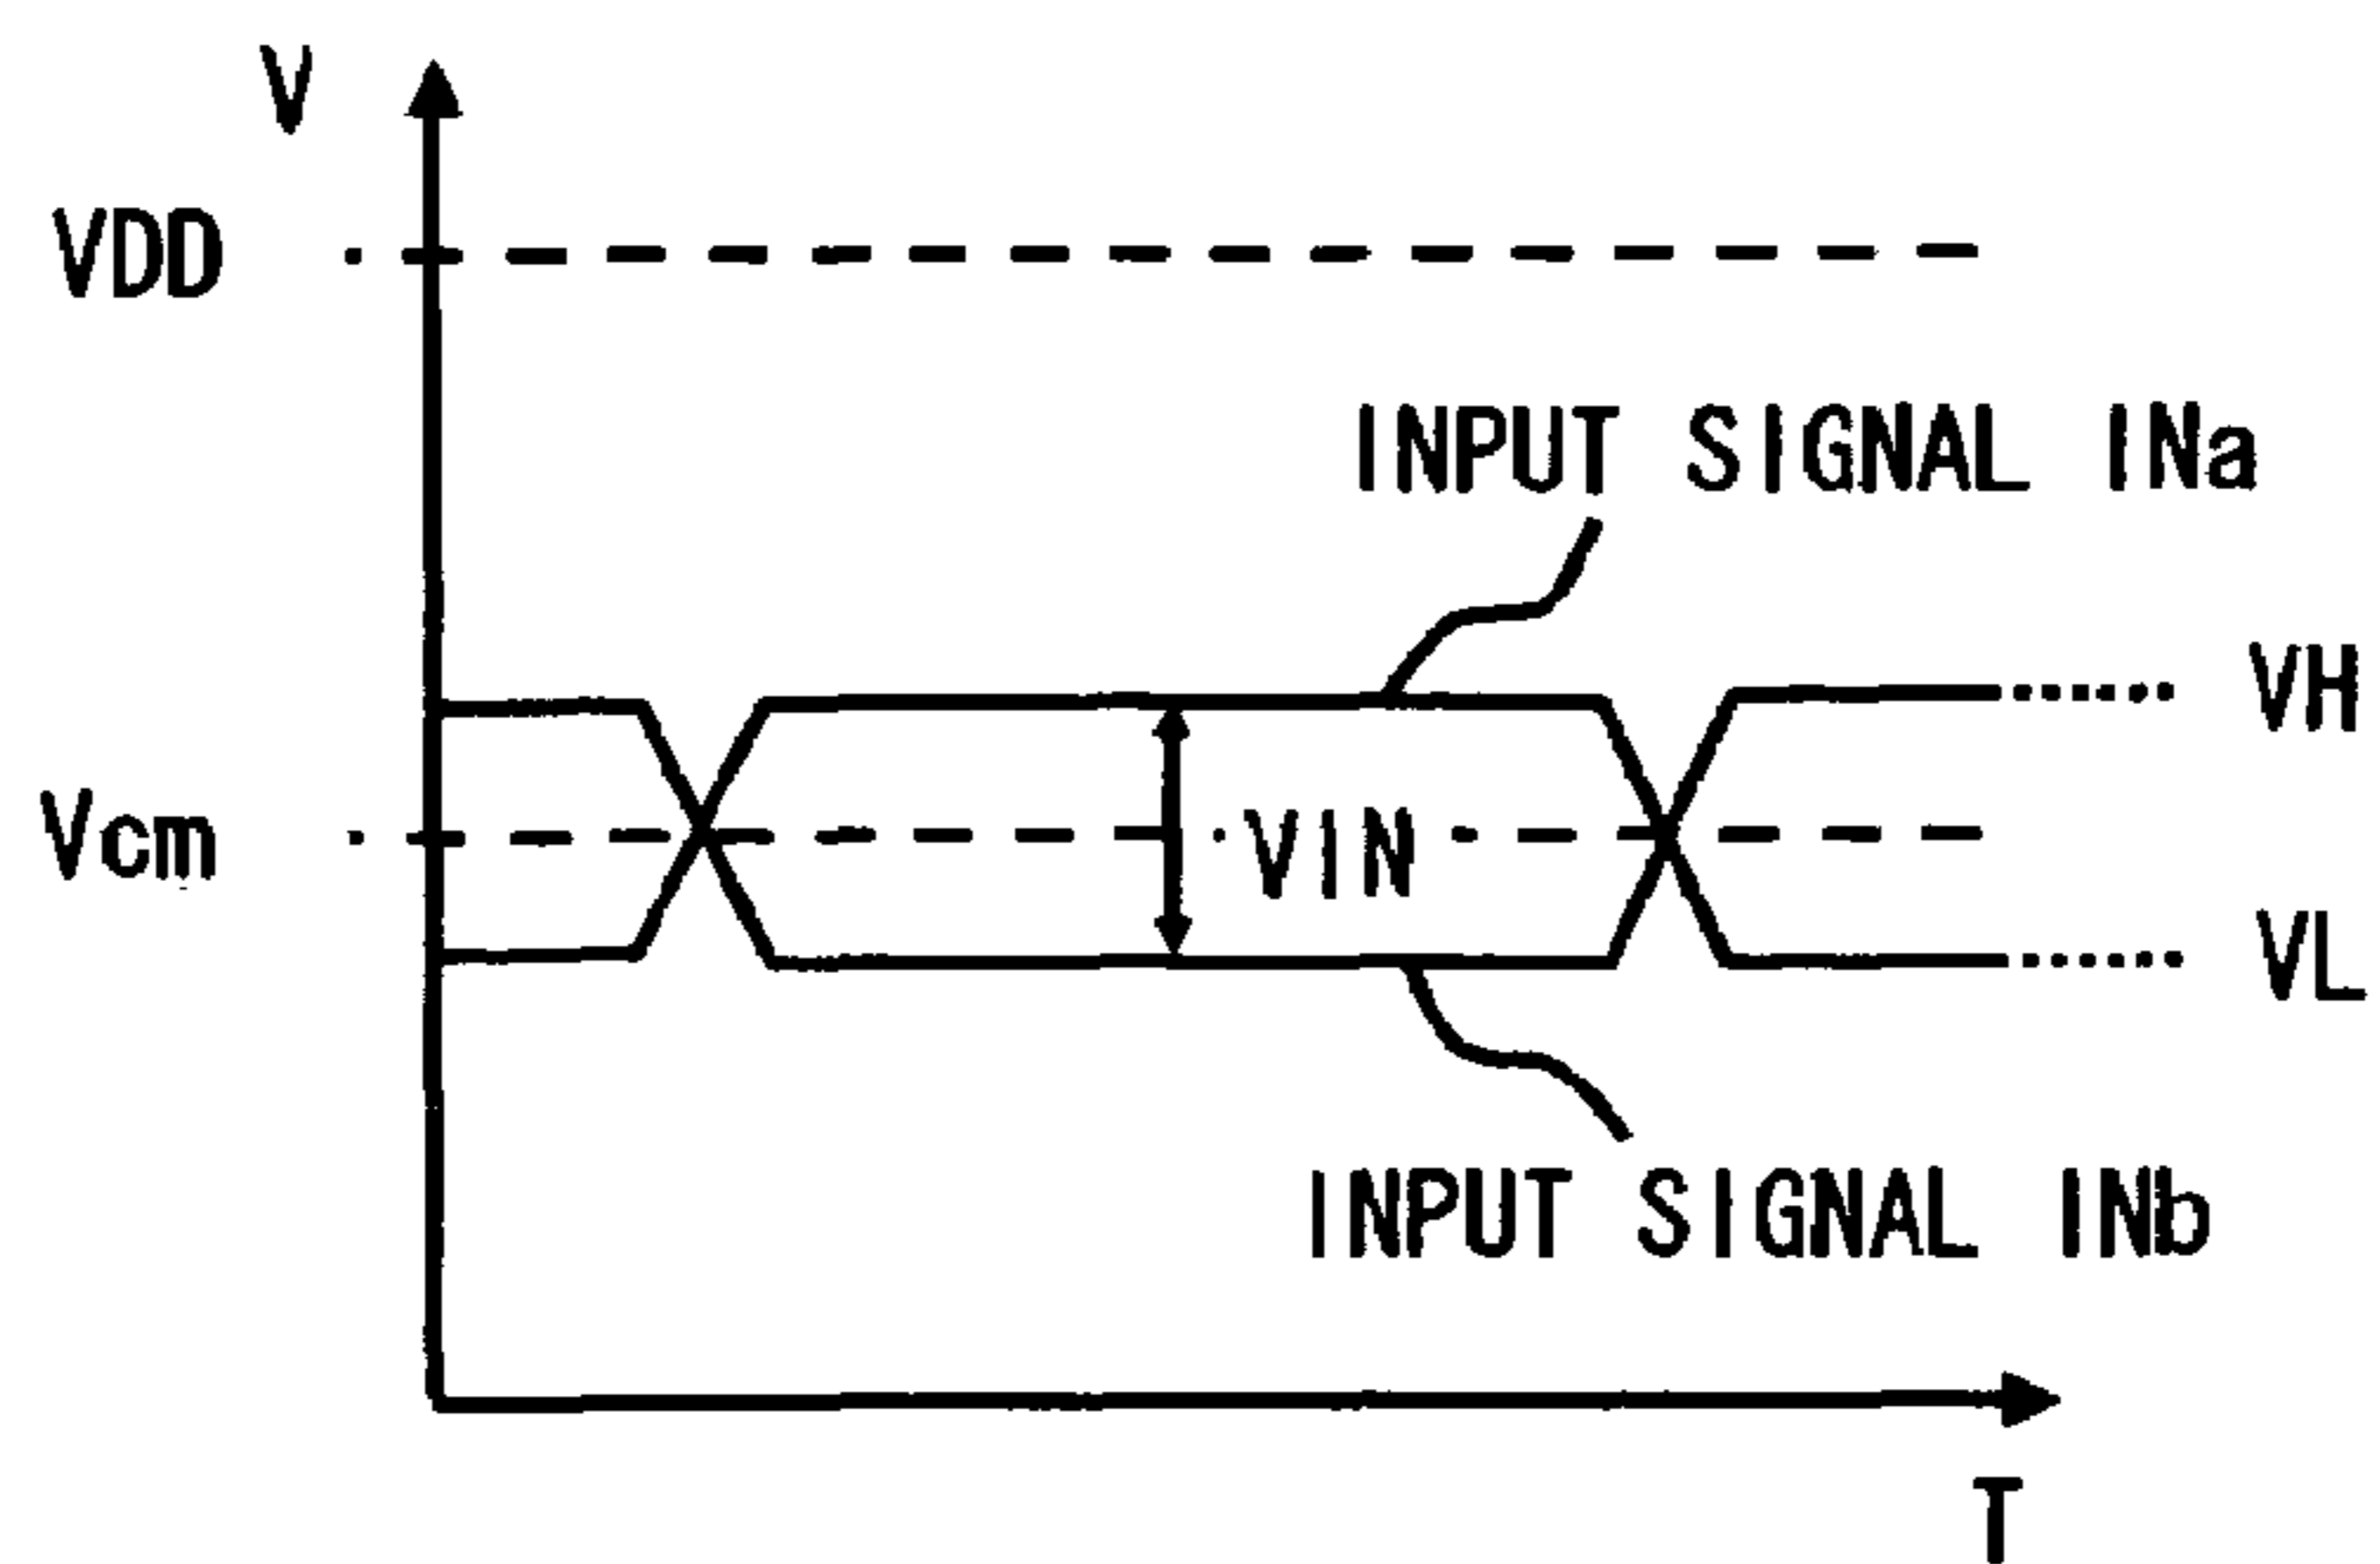 V
VDD
INPUT SIGNAL INa
VH
Vcm
VIN
VL
INPUT SIGNAL INb
T